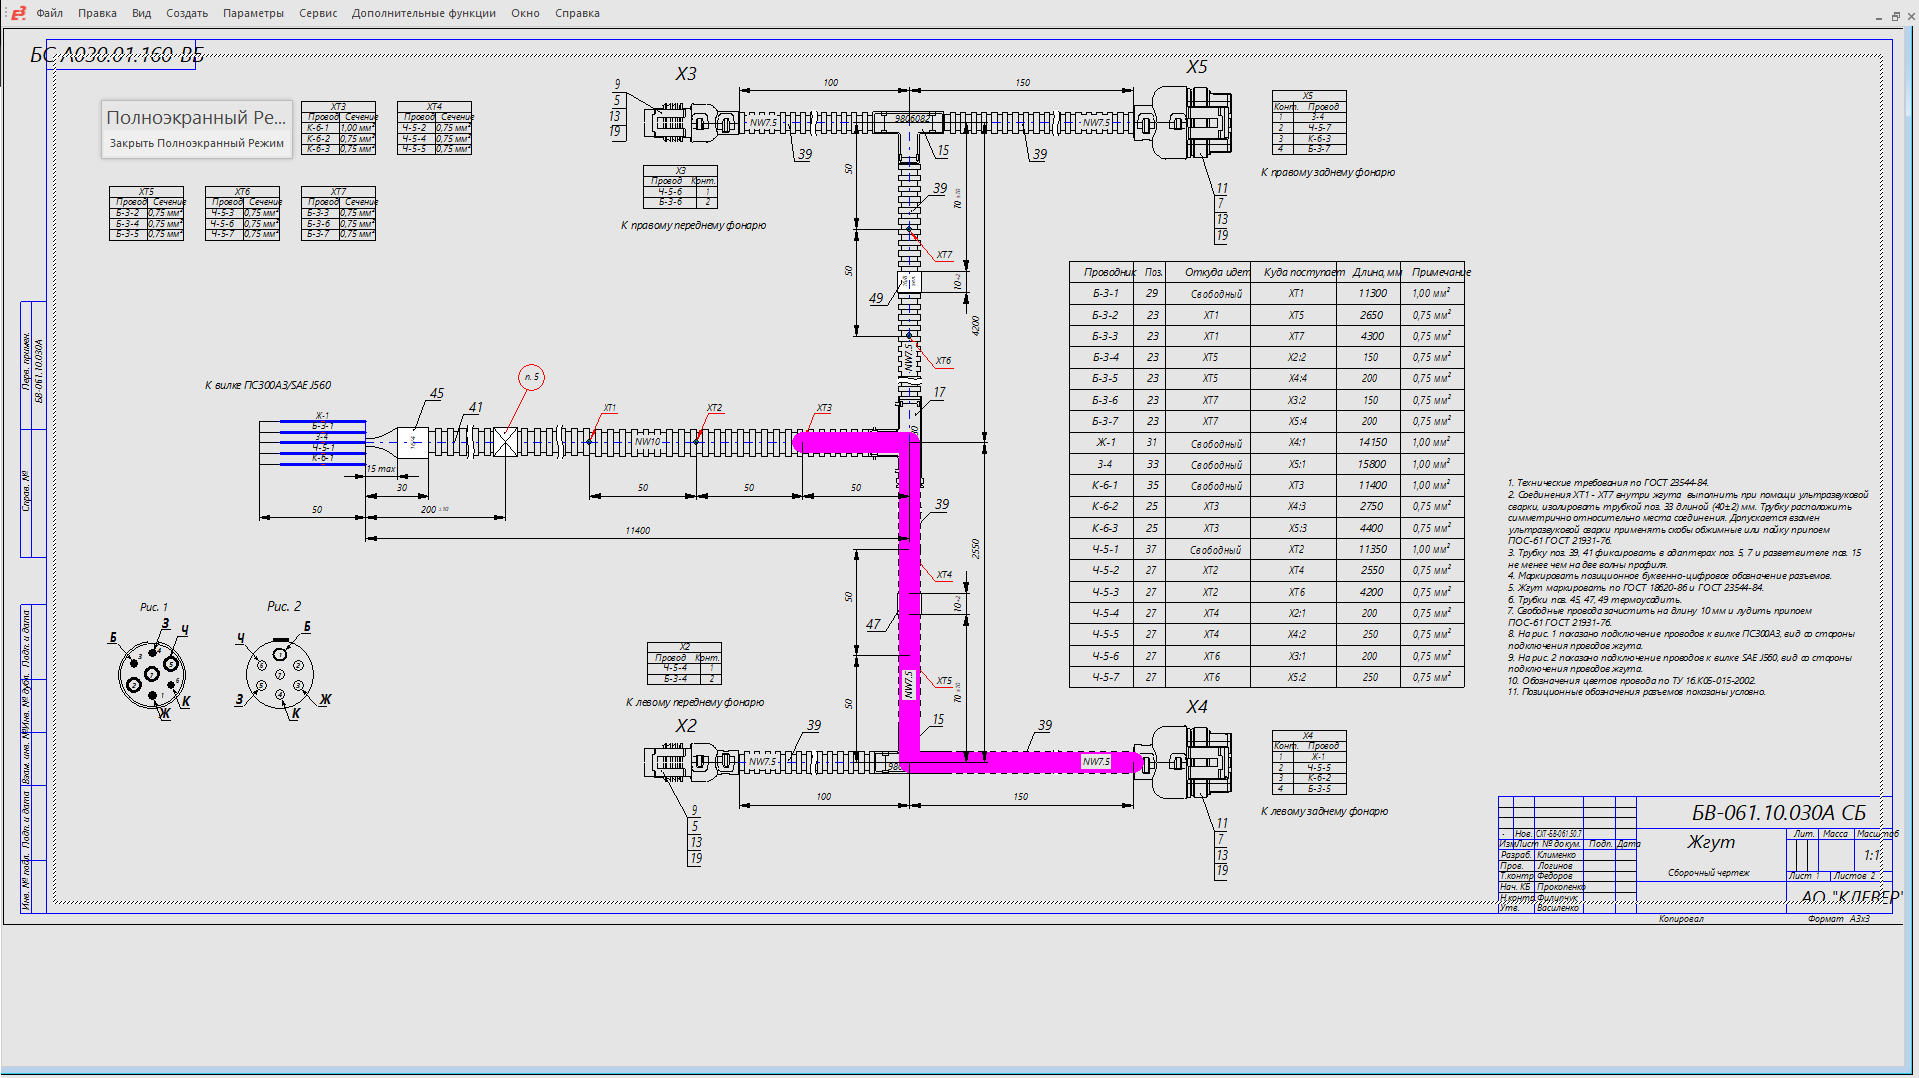 Файл Правка Вид Создать Параметры Сервис Дополнительные функции Окно Справка
БС А030.01.160-ВБ
Полноэкранный Ре...
Закрыть Полноэкранный Режим
XT3
Провод Сечение
К-6-1 1,00 мм²
К-6-2 0,75 мм²
К-6-3 0,75 мм²
XT4
Провод Сечение
Ч-5-2 0,75 мм²
Ч-5-4 0,75 мм²
Ч-5-5 0,75 мм²
XT5
Провод Сечение
Б-3-2 0,75 мм²
Б-3-4 0,75 мм²
Б-3-5 0,75 мм²
XT6
Провод Сечение
Ч-5-3 0,75 мм²
Ч-5-6 0,75 мм²
Ч-5-7 0,75 мм²
XT7
Провод Сечение
Б-3-3 0,75 мм²
Б-3-6 0,75 мм²
Б-3-7 0,75 мм²
X3
9
5
13
19
100
150
NW7.5
9806082
NW7.5
39
15
39
X5
X3
Провод Конт.
Ч-5-6 1
Б-3-6 2
К правому переднему фонарю
X5
Конт. Провод
1 З-4
2 Ч-5-7
3 К-6-3
4 Б-3-7
К правому заднему фонарю
11
7
13
19
50
39
70 ±10
XT7
50
49
10-2
4200
XT6
NW7.5
17
Проводник Поз. Откуда идет Куда поступает Длина, мм Примечание
Б-3-1 29 Свободный XT1 11300 1,00 мм²
Б-3-2 23 XT1 XT5 2650 0,75 мм²
Б-3-3 23 XT1 XT7 4300 0,75 мм²
Б-3-4 23 XT5 X2:2 150 0,75 мм²
Б-3-5 23 XT5 X4:4 200 0,75 мм²
Б-3-6 23 XT7 X3:2 150 0,75 мм²
Б-3-7 23 XT7 X5:4 200 0,75 мм²
Ж-1 31 Свободный X4:1 14150 1,00 мм²
З-4 33 Свободный X5:1 15800 1,00 мм²
К-6-1 35 Свободный XT3 11400 1,00 мм²
К-6-2 25 XT3 X4:3 2750 0,75 мм²
К-6-3 25 XT3 X5:3 4400 0,75 мм²
Ч-5-1 37 Свободный XT2 11350 1,00 мм²
Ч-5-2 27 XT2 XT4 2550 0,75 мм²
Ч-5-3 27 XT2 XT6 4200 0,75 мм²
Ч-5-4 27 XT4 X2:1 200 0,75 мм²
Ч-5-5 27 XT4 X4:2 250 0,75 мм²
Ч-5-6 27 XT6 X3:1 200 0,75 мм²
Ч-5-7 27 XT6 X5:2 250 0,75 мм²
К вилке ПС300А3/SAE J560
Ж-1
Б-3-1
З-4
Ч-5-1
К-6-1
45
41
п. 5
XT1
XT2
XT3
NW10
15 max
30
50
200 ±10
50
50
50
11400
39
2550
XT4
50
10-2
47
XT5
NW7.5
70 ±10
50
15
1. Технические требования по ГОСТ 23544-84.
2. Соединения XT1 - XT7 внутри жгута выполнить при помощи ультразвуковой
сварки, изолировать трубкой поз. 33 длиной (40±2) мм. Трубку расположить
симметрично относительно места соединения. Допускается взамен
ультразвуковой сварки применять скобы обжимные или пайку припоем
ПОС-61 ГОСТ 21931-76.
3. Трубку поз. 39, 41 фиксировать в адаптерах поз. 5, 7 и разветвителе поз. 15
не менее чем на две волны профиля.
4. Маркировать позиционное буквенно-цифровое обозначение разъемов.
5. Жгут маркировать по ГОСТ 18620-86 и ГОСТ 23544-84.
6. Трубки поз. 45, 47, 49 термоусадить.
7. Свободные провода зачистить на длину 10 мм и лудить припоем
ПОС-61 ГОСТ 21931-76.
8. На рис. 1 показано подключение проводов к вилке ПС300А3, вид со стороны
подключения проводов жгута.
9. На рис. 2 показано подключение проводов к вилке SAE J560, вид со стороны
подключения проводов жгута.
10. Обозначения цветов провода по ТУ 16.К05-015-2002.
11. Позиционные обозначения разъемов показаны условно.
Рис. 1
Б З Ч К Ж
Рис. 2
Ч Б З К Ж
X2
Провод Конт.
Ч-5-4 1
Б-3-4 2
К левому переднему фонарю
X2
39
NW7.5
39
NW7.5
100
150
9
5
13
19
X4
X4
Конт. Провод
1 Ж-1
2 Ч-5-5
3 К-6-2
4 Б-3-5
К левому заднему фонарю
11
7
13
19
Перв. примен.
БВ-061.10.030А
Справ. №
Подп. и дата
Инв. № дубл.
Взам. инв. №
Подп. и дата
Инв. № подл.
БВ-061.10.030А СБ
- Нов. СХТ-БВ-061.50.7
Изм Лист № докум. Подп. Дата
Разраб. Клименко
Пров. Логинов
Т.контр Федоров
Нач. КБ Прокопенко
Н.контр. Филипчук
Утв. Василенко
Жгут
Сборочный чертеж
Лит. Масса Масштаб
1:1
Лист 1 Листов 2
АО "КЛЕВЕР"
Копировал Формат А3х3